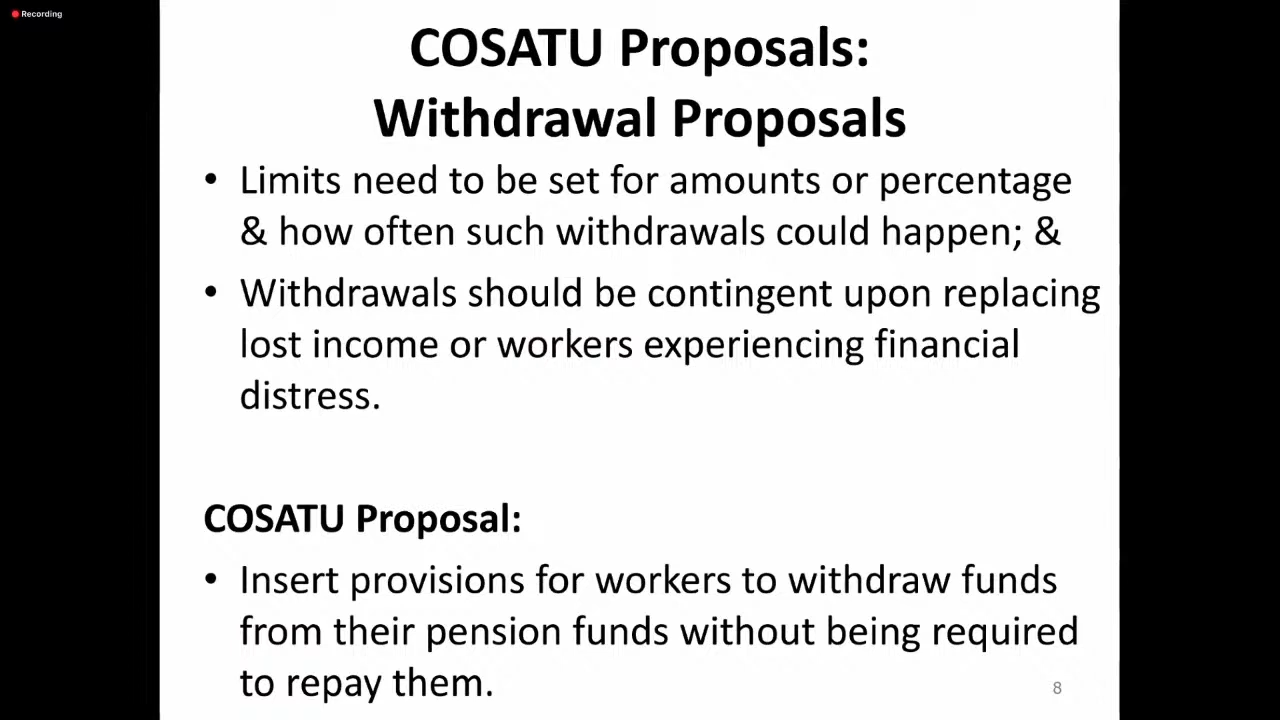 Recording
COSATU Proposals:
Withdrawal Proposals
• Limits need to be set for amounts or percentage
& how often such withdrawals could happen; &
• Withdrawals should be contingent upon replacing
lost income or workers experiencing financial
distress.
COSATU Proposal:
• Insert provisions for workers to withdraw funds
from their pension funds without being required
to repay them.
8